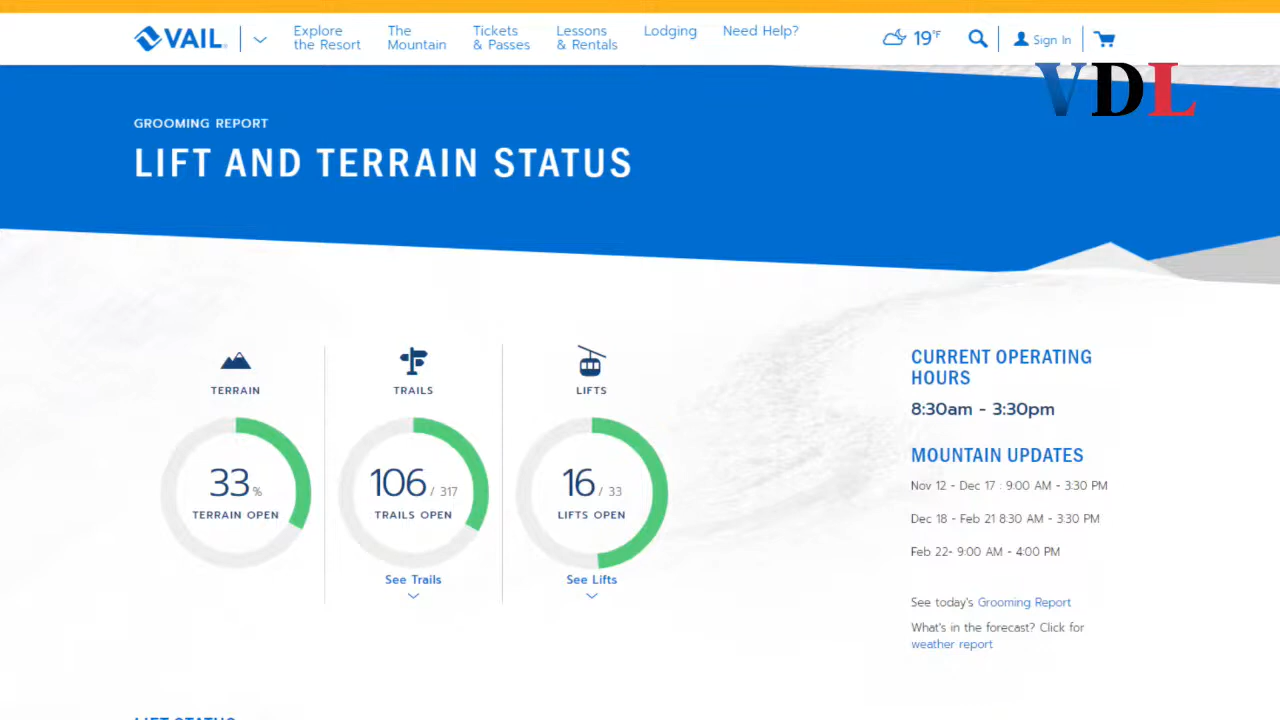 VAIL
Explore
the Resort
The
Mountain
Tickets
& Passes
Lessons
& Rentals
Lodging
Need Help?
19°F
Sign In
VDL
GROOMING REPORT
LIFT AND TERRAIN STATUS
TERRAIN
33%
TERRAIN OPEN
TRAILS
106 / 317
TRAILS OPEN
See Trails
LIFTS
16 / 33
LIFTS OPEN
See Lifts
CURRENT OPERATING
HOURS
8:30am - 3:30pm
MOUNTAIN UPDATES
Nov 12 - Dec 17 : 9:00 AM - 3:30 PM
Dec 18 - Feb 21 8:30 AM - 3:30 PM
Feb 22- 9:00 AM - 4:00 PM
See today's Grooming Report
What's in the forecast? Click for
weather report
LIFT STATUS